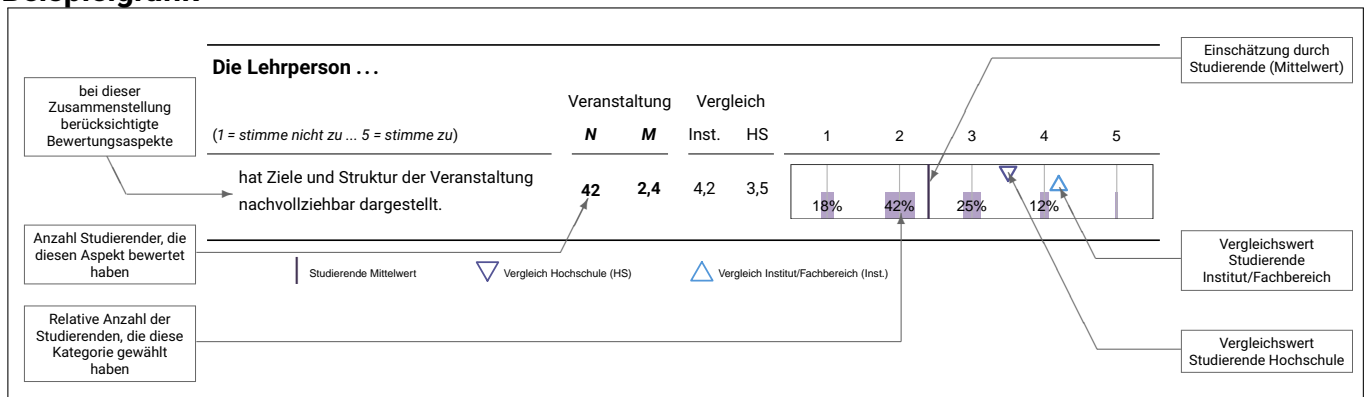 Beispielgrafik
Die Lehrperson ...
Veranstaltung Vergleich
(1 = stimme nicht zu ... 5 = stimme zu) N M Inst. HS 1 2 3 4 5
hat Ziele und Struktur der Veranstaltung
nachvollziehbar dargestellt.
42 2,4 4,2 3,5
18% 42% 25% 12%
Studierende Mittelwert Vergleich Hochschule (HS) Vergleich Institut/Fachbereich (Inst.)
bei dieser
Zusammenstellung
berücksichtigte
Bewertungsaspekte
Anzahl Studierender, die
diesen Aspekt bewertet
haben
Relative Anzahl der
Studierenden, die diese
Kategorie gewählt
haben
Einschätzung durch
Studierende (Mittelwert)
Vergleichswert
Studierende
Institut/Fachbereich
Vergleichswert
Studierende Hochschule